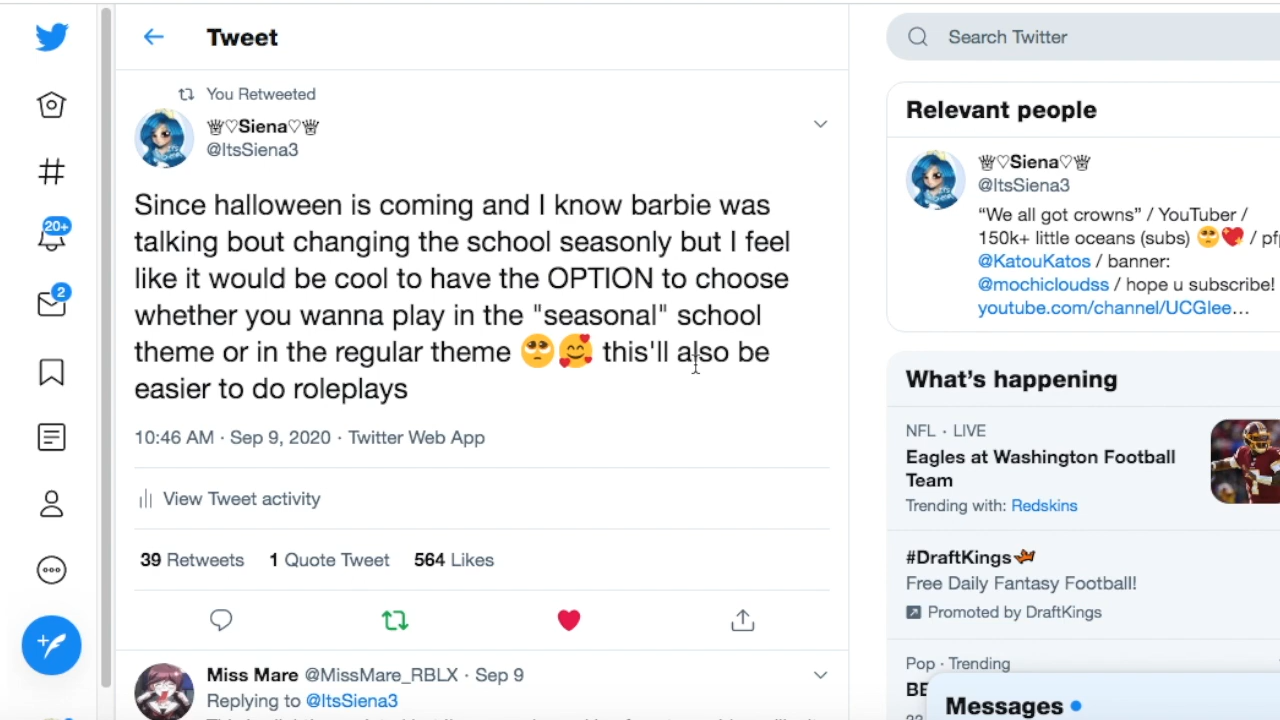 Tweet
Search Twitter
You Retweeted
♕♡Siena♡♕
@ItsSiena3
Since halloween is coming and I know barbie was
talking bout changing the school seasonly but I feel
like it would be cool to have the OPTION to choose
whether you wanna play in the "seasonal" school
theme or in the regular theme 🥺🥰 this'll also be
easier to do roleplays
10:46 AM · Sep 9, 2020 · Twitter Web App
View Tweet activity
39 Retweets 1 Quote Tweet 564 Likes
Miss Mare @MissMare_RBLX · Sep 9
Replying to @ItsSiena3
20+
2
Relevant people
♕♡Siena♡♕
@ItsSiena3
“We all got crowns” / YouTuber /
150k+ little oceans (subs) 🥺💖 / pf
@KatouKatos / banner:
@mochicloudss / hope u subscribe!
youtube.com/channel/UCGlee…
What’s happening
NFL · LIVE
Eagles at Washington Football
Team
Trending with: Redskins
#DraftKings
Free Daily Fantasy Football!
Promoted by DraftKings
Pop · Trending
Messages